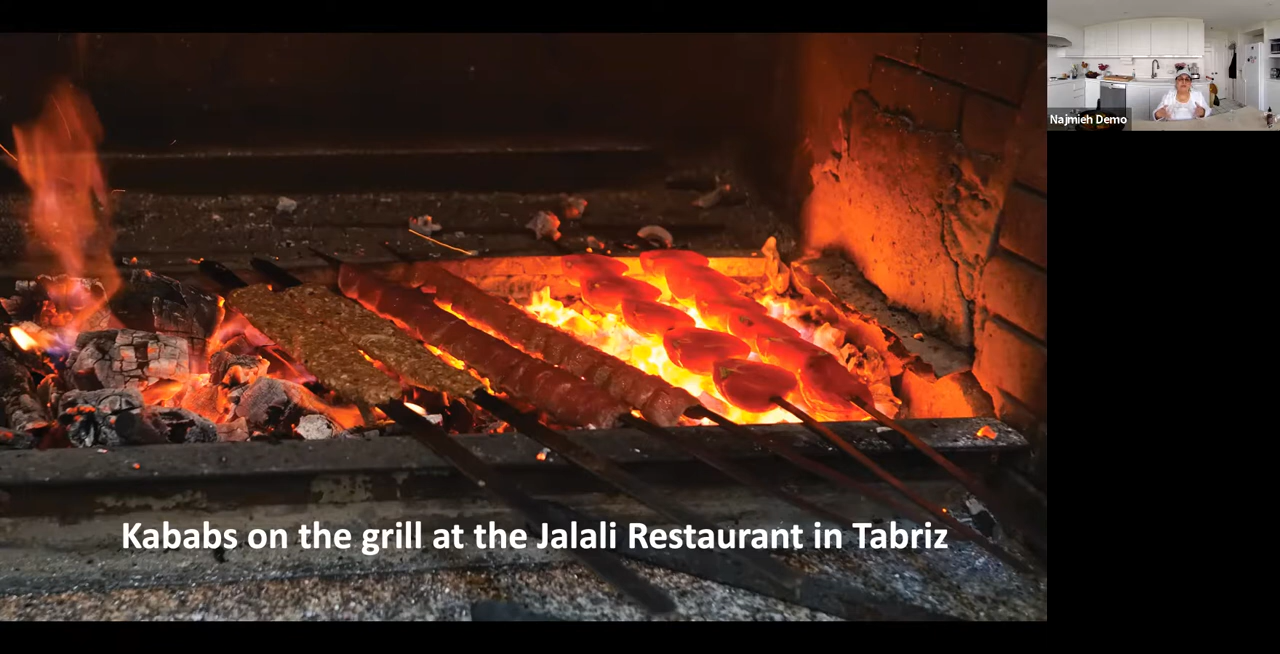 Najmieh Demo
Kababs on the grill at the Jalali Restaurant in Tabriz